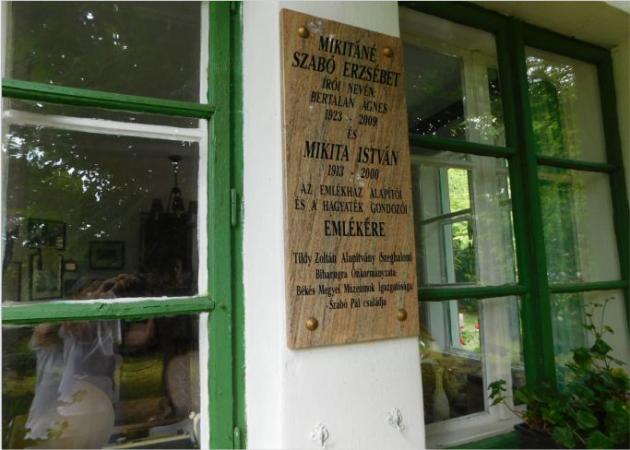 MIKITÁNÉ
SZABÓ ERZSÉBET
ÍRÓI NEVÉN:
BERTALAN ÁGNES
1923 - 2009
ÉS
MIKITA ISTVÁN
1913 - 2000
AZ EMLÉKHÁZ ALAPÍTÓI
ÉS A HAGYATÉK GONDOZÓI
EMLÉKÉRE
Tildy Zoltán Alapítvány (Szeghalom)
Biharugra Önkormányzata
Békés Megyei Múzeumok Igazgatósága
Szabó Pál családja